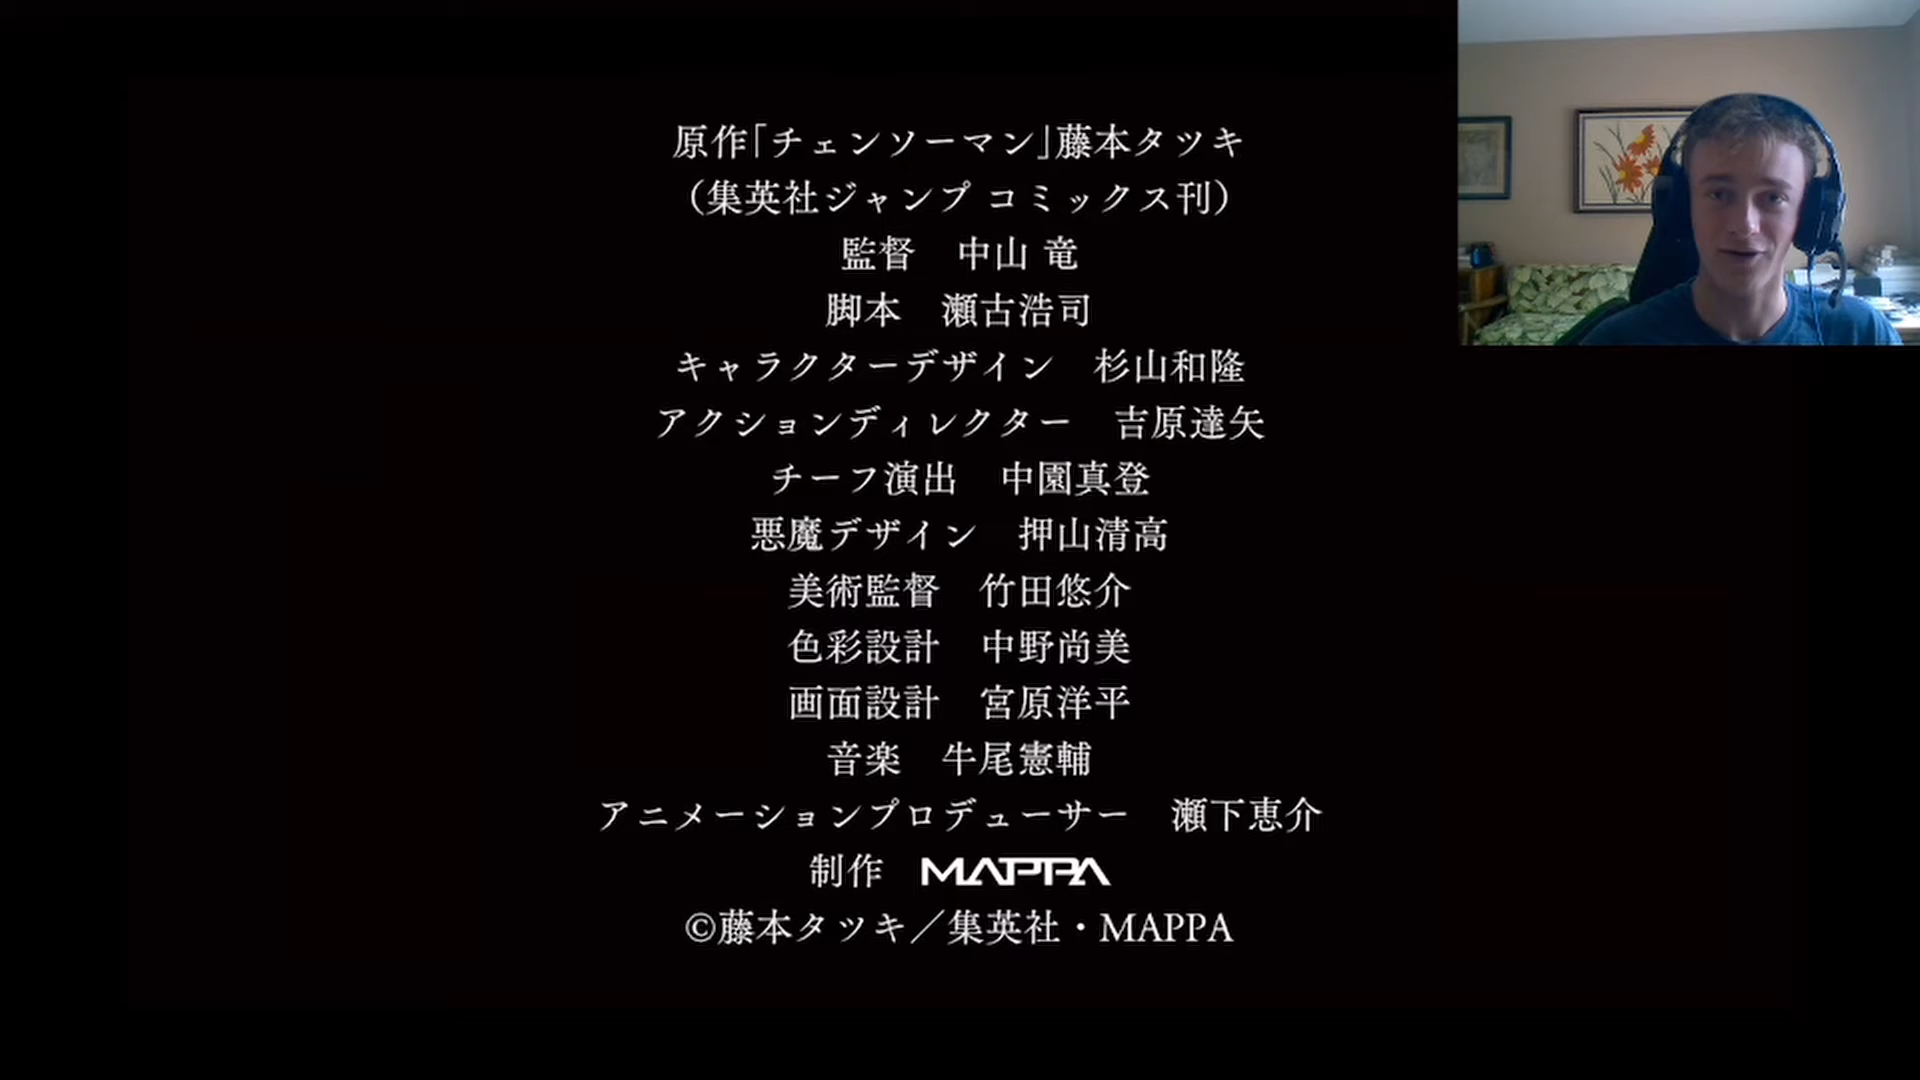 原作「チェンソーマン」藤本タツキ
（集英社ジャンプ コミックス刊）
監督　中山 竜
脚本　瀬古浩司
キャラクターデザイン　杉山和隆
アクションディレクター　吉原達矢
チーフ演出　中園真登
悪魔デザイン　押山清高
美術監督　竹田悠介
色彩設計　中野尚美
画面設計　宮原洋平
音楽　牛尾憲輔
アニメーションプロデューサー　瀬下恵介
制作　MAPPA
©藤本タツキ／集英社・MAPPA